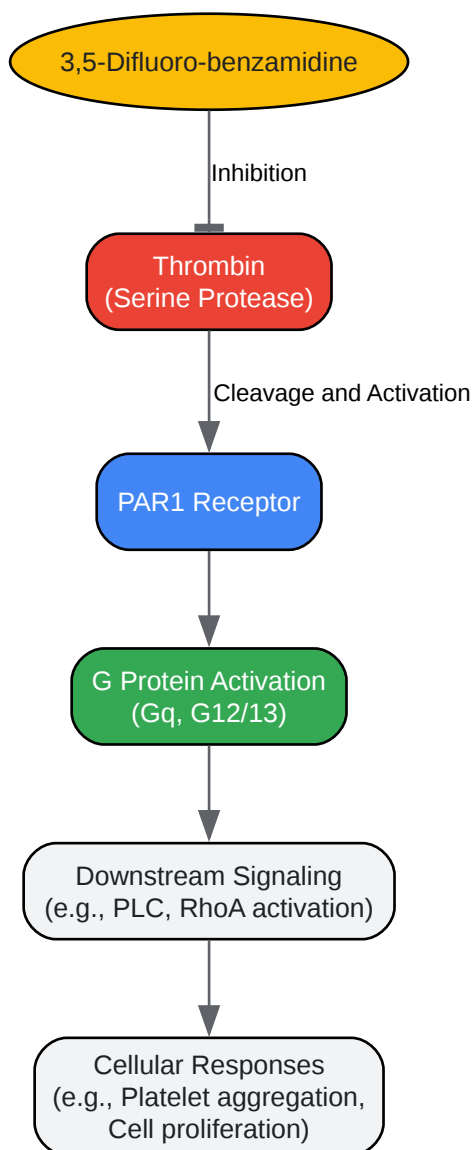 3,5-Difluoro-benzamidine
Inhibition
Thrombin
(Serine Protease)
Cleavage and Activation
PAR1 Receptor
G Protein Activation
(Gq, G12/13)
Downstream Signaling
(e.g., PLC, RhoA activation)
Cellular Responses
(e.g., Platelet aggregation,
Cell proliferation)